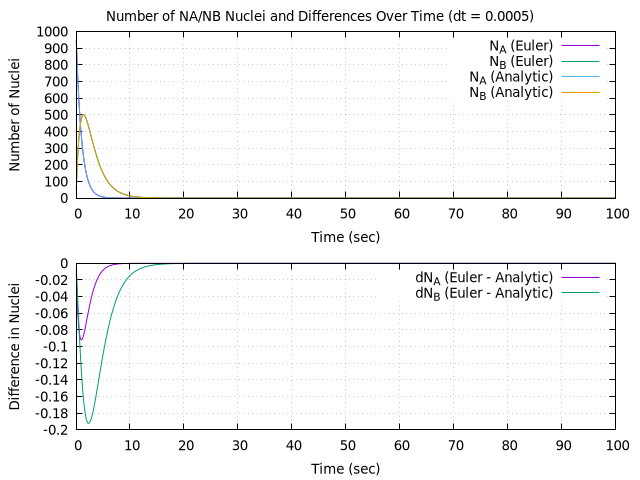 Number of NA/NB Nuclei and Differences Over Time (dt = 0.0005)
1000
900
800
700
600
500
400
300
200
100
0
Number of Nuclei
N_A (Euler)
N_B (Euler)
N_A (Analytic)
N_B (Analytic)
0 10 20 30 40 50 60 70 80 90 100
Time (sec)
0
-0.02
-0.04
-0.06
-0.08
-0.1
-0.12
-0.14
-0.16
-0.18
-0.2
Difference in Nuclei
dN_A (Euler - Analytic)
dN_B (Euler - Analytic)
0 10 20 30 40 50 60 70 80 90 100
Time (sec)